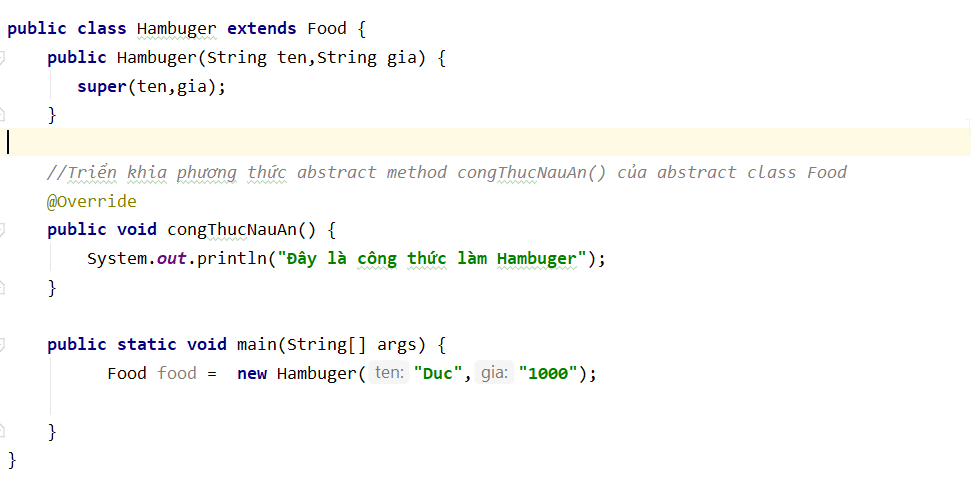 public class Hambuger extends Food {
public Hambuger(String ten,String gia) {
super(ten,gia);
}
//Triển khia phương thức abstract method congThucNauAn() của abstract class Food
@Override
public void congThucNauAn() {
System.out.println("Đây là công thức làm Hambuger");
}
public static void main(String[] args) {
Food food =  new Hambuger( ten: "Duc", gia: "1000");
}
}